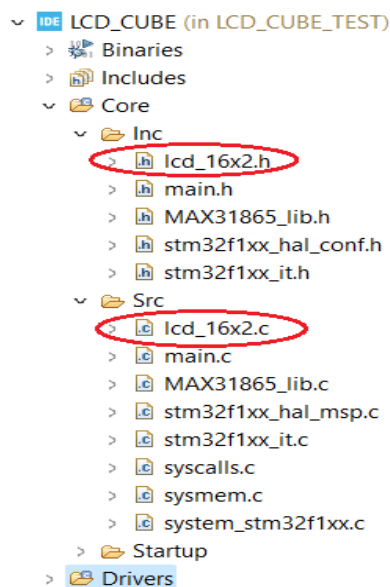 IDE LCD_CUBE (in LCD_CUBE_TEST)
Binaries
Includes
Core
Inc
.h lcd_16x2.h
.h main.h
.h MAX31865_lib.h
.h stm32f1xx_hal_conf.h
.h stm32f1xx_it.h
Src
.c lcd_16x2.c
.c main.c
.c MAX31865_lib.c
.c stm32f1xx_hal_msp.c
.c stm32f1xx_it.c
.c syscalls.c
.c sysmem.c
.c system_stm32f1xx.c
Startup
Drivers